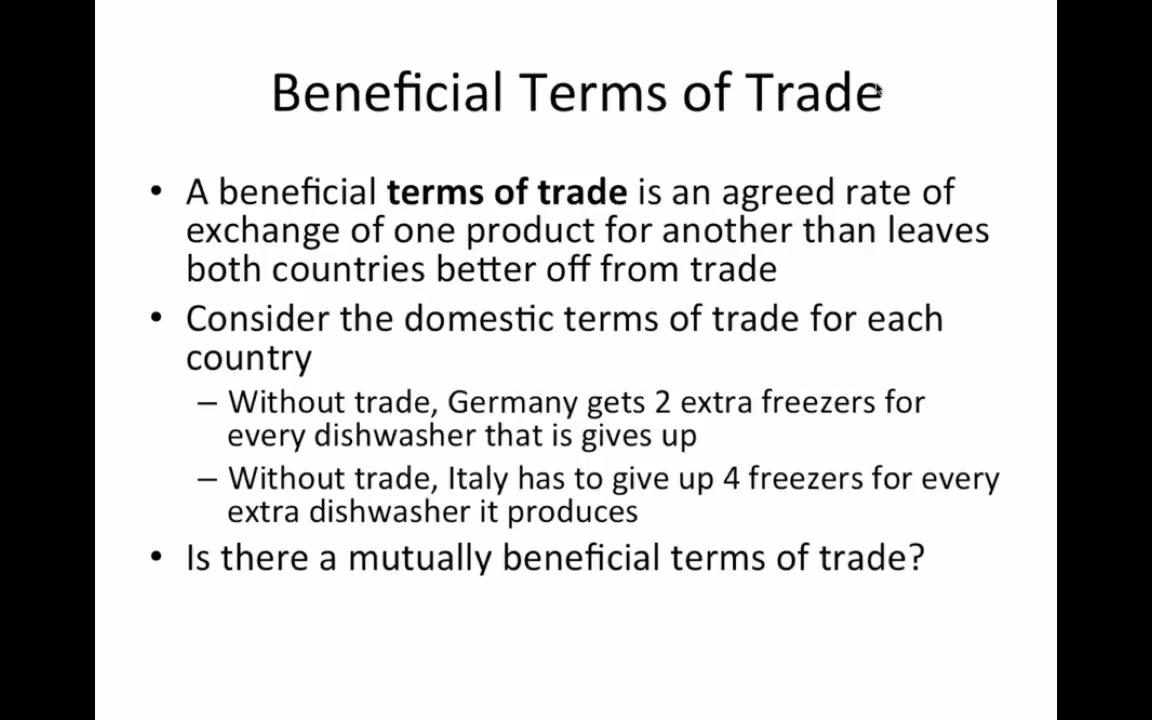 Beneficial Terms of Trade
• A beneficial terms of trade is an agreed rate of
exchange of one product for another than leaves
both countries better off from trade
• Consider the domestic terms of trade for each
country
– Without trade, Germany gets 2 extra freezers for
every dishwasher that is gives up
– Without trade, Italy has to give up 4 freezers for every
extra dishwasher it produces
• Is there a mutually beneficial terms of trade?